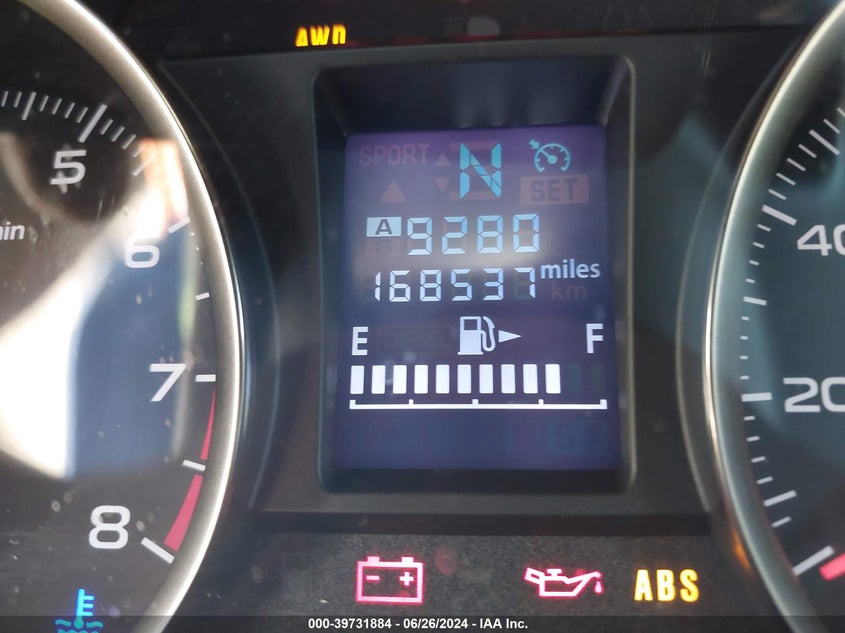 AWD
5
6
7
8
SPORT
N
SET
A 9280
168537 miles
km
E F
DIESEL
40
20
ABS
000-39731884 - 06/26/2024 - IAA Inc.